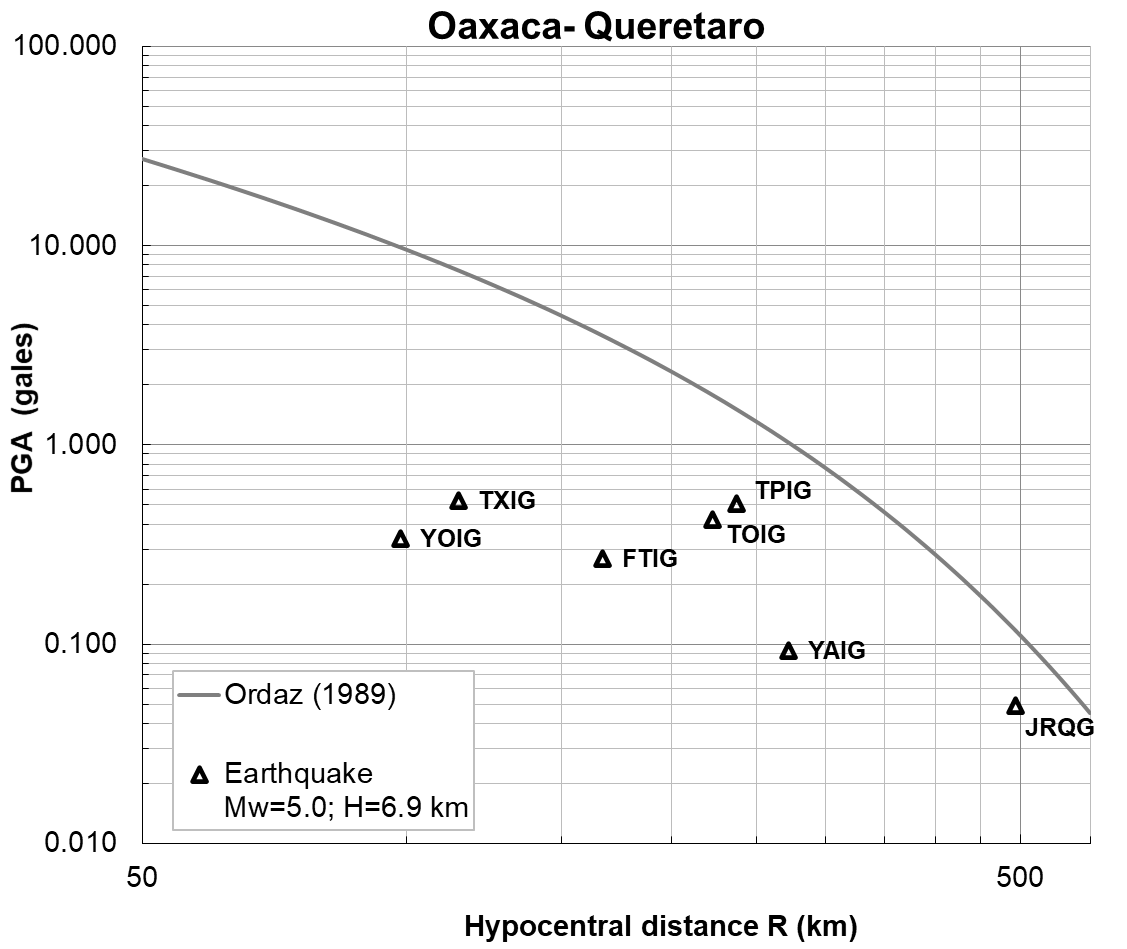 Oaxaca- Queretaro
100.000
10.000
1.000
0.100
0.010
PGA (gales)
TXIG
YOIG
FTIG
TPIG
TOIG
YAIG
JRQG
Ordaz (1989)
Earthquake
Mw=5.0; H=6.9 km
50
500
Hypocentral distance R (km)